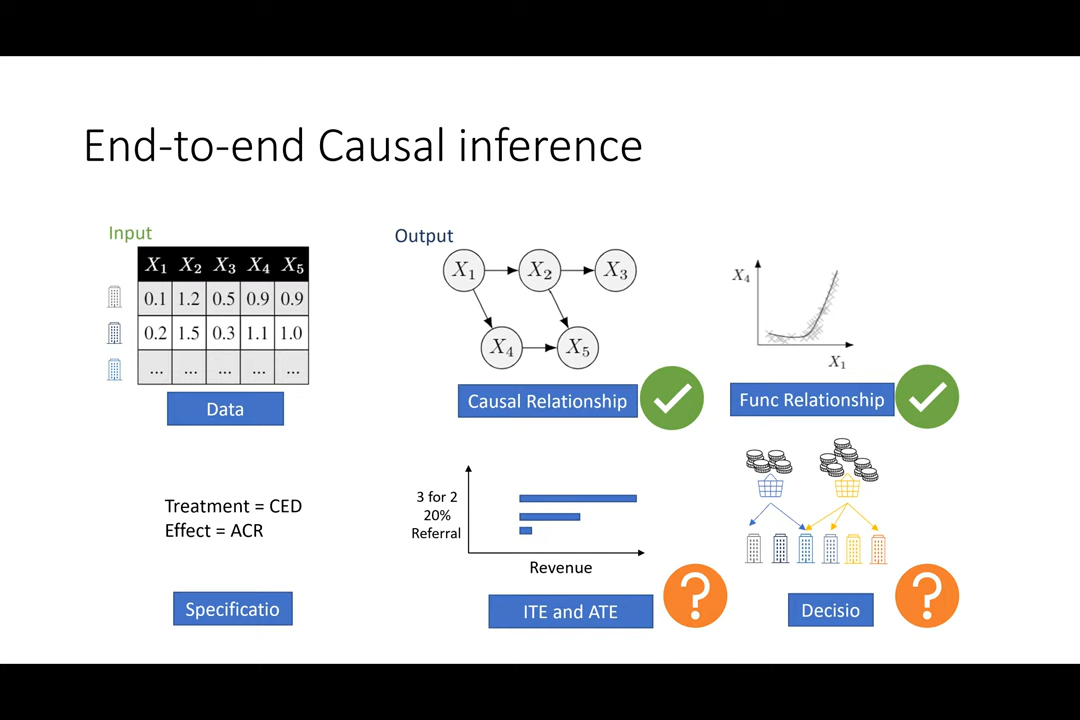 End-to-end Causal inference
Input
X1 X2 X3 X4 X5
0.1 1.2 0.5 0.9 0.9
0.2 1.5 0.3 1.1 1.0
... ... ... ... ...
Data
Output
X1 X2 X3
X4 X5
Causal Relationship
X4
X1
Func Relationship
Treatment = CED
Effect = ACR
Specificatio
3 for 2
20%
Referral
Revenue
ITE and ATE
?
Decisio
?